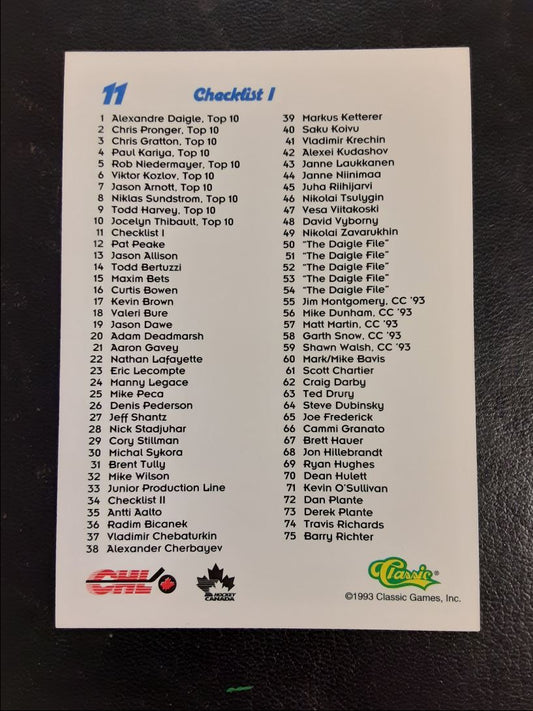 11
Checklist I
1 Alexandre Daigle, Top 10
2 Chris Pronger, Top 10
3 Chris Gratton, Top 10
4 Paul Kariya, Top 10
5 Rob Niedermayer, Top 10
6 Viktor Kozlov, Top 10
7 Jason Arnott, Top 10
8 Niklas Sundstrom, Top 10
9 Todd Harvey, Top 10
10 Jocelyn Thibault, Top 10
11 Checklist I
12 Pat Peake
13 Jason Allison
14 Todd Bertuzzi
15 Maxim Bets
16 Curtis Bowen
17 Kevin Brown
18 Valeri Bure
19 Jason Dawe
20 Adam Deadmarsh
21 Aaron Gavey
22 Nathan Lafayette
23 Eric Lecompte
24 Manny Legace
25 Mike Peca
26 Denis Pederson
27 Jeff Shantz
28 Nick Stadjuhar
29 Cory Stillman
30 Michal Sykora
31 Brent Tully
32 Mike Wilson
33 Junior Production Line
34 Checklist II
35 Antti Aalto
36 Radim Bicanek
37 Vladimir Chebaturkin
38 Alexander Cherbayev
39 Markus Ketterer
40 Saku Koivu
41 Vladimir Krechin
42 Alexei Kudashov
43 Janne Laukkanen
44 Janne Niinimaa
45 Juha Riihijarvi
46 Nikolai Tsulygin
47 Vesa Viitakoski
48 David Vyborny
49 Nikolai Zavarukhin
50 "The Daigle File"
51 "The Daigle File"
52 "The Daigle File"
53 "The Daigle File"
54 "The Daigle File"
55 Jim Montgomery, CC '93
56 Mike Dunham, CC '93
57 Matt Martin, CC '93
58 Garth Snow, CC '93
59 Shawn Walsh, CC '93
60 Mark/Mike Bavis
61 Scott Chartier
62 Craig Darby
63 Ted Drury
64 Steve Dubinsky
65 Joe Frederick
66 Cammi Granato
67 Brett Hauer
68 Jon Hillebrandt
69 Ryan Hughes
70 Dean Hulett
71 Kevin O'Sullivan
72 Dan Plante
73 Derek Plante
74 Travis Richards
75 Barry Richter
CHL
HOCKEY
CANADA
Classic®
©1993 Classic Games, Inc.